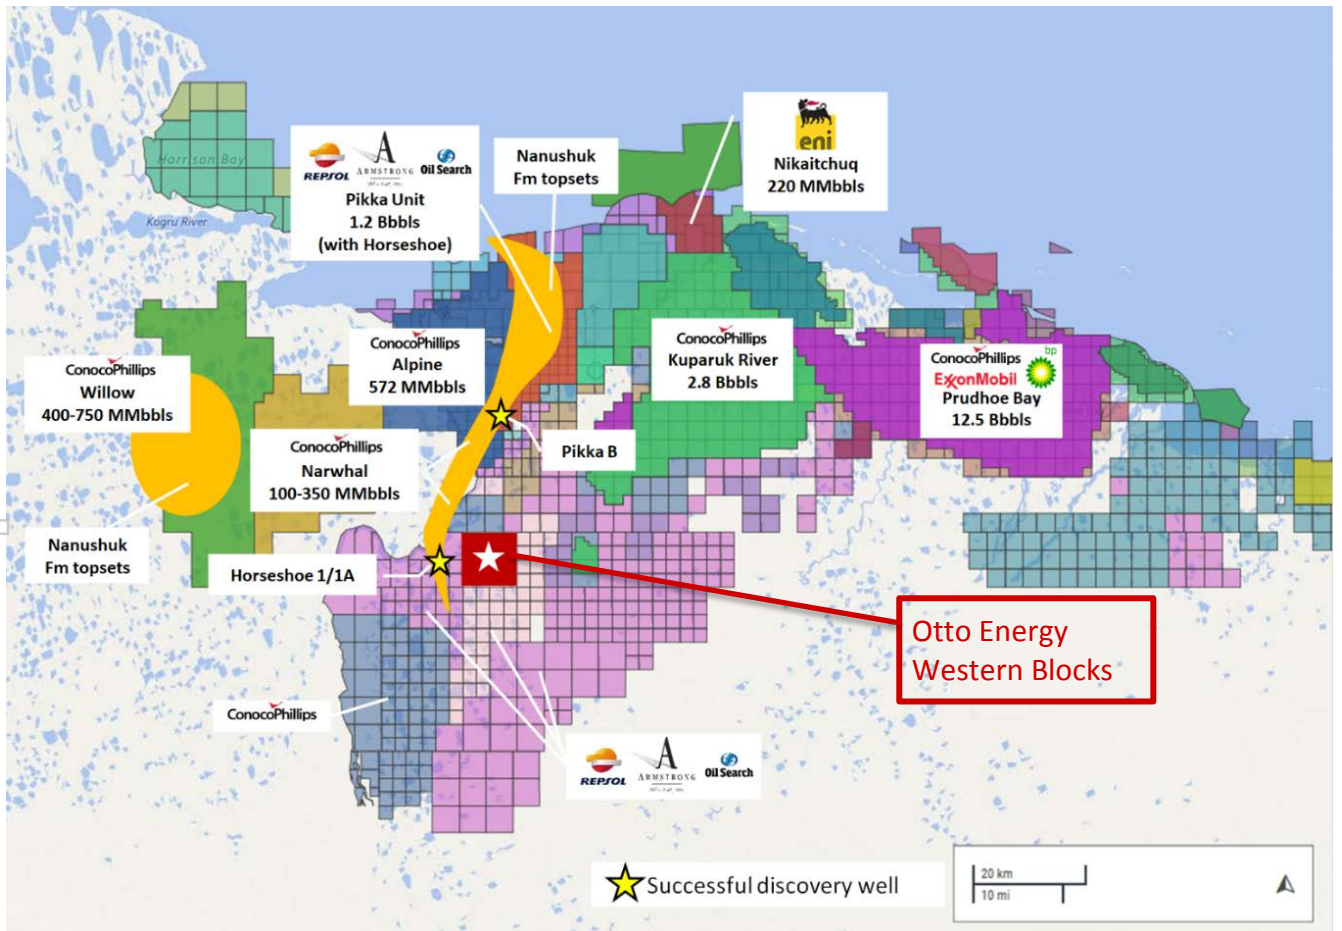 Harrison Bay
Kogru River
REPSOL
ARMSTRONG
Oil Search
Pikka Unit
1.2 Bbbls
(with Horseshoe)
Nanushuk
Fm topsets
eni
Nikaitchuq
220 MMbbls
ConocoPhillips
Willow
400-750 MMbbls
ConocoPhillips
Alpine
572 MMbbls
ConocoPhillips
Kuparuk River
2.8 Bbbls
ConocoPhillips
bp
ExxonMobil
Prudhoe Bay
12.5 Bbbls
ConocoPhillips
Narwhal
100-350 MMbbls
Pikka B
Nanushuk
Fm topsets
Horseshoe 1/1A
Otto Energy
Western Blocks
ConocoPhillips
REPSOL
ARMSTRONG
Oil Search
Successful discovery well
20 km
10 mi